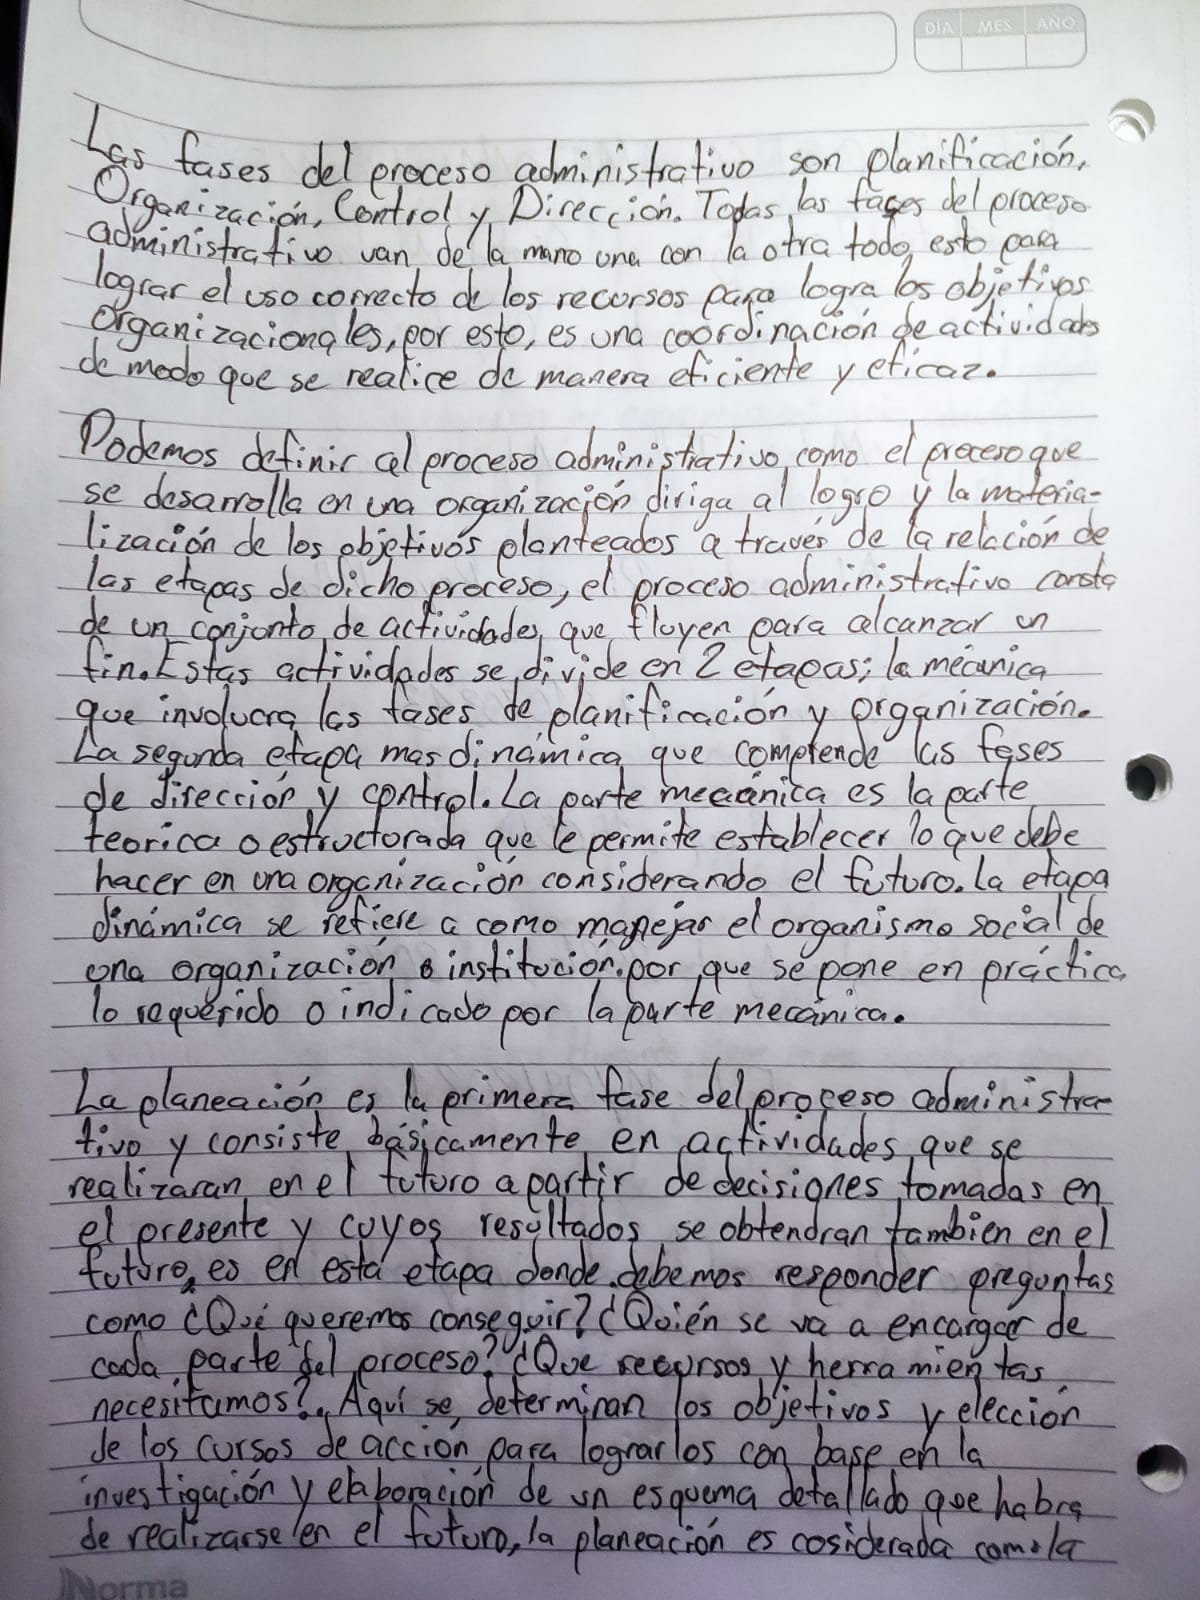 DÍA MES AÑO
Las fases del proceso administrativo son planificación,
Organización, Control y Dirección. Todas las fases del proceso
administrativo van de la mano una con la otra todo esto para
lograr el uso correcto de los recursos para logra los objetivos
organizacionales, por esto, es una coordinación de actividades
de modo que se realice de manera eficiente y eficaz.
Podemos definir al proceso administrativo como el proceso que
se desarrolla en una organización diriga al logro y la materia-
lización de los objetivos planteados a través de la relación de
las etapas de dicho proceso, el proceso administrativo consta
de un conjunto de actividades que fluyen para alcanzar un
fin. Estas actividades se divide en 2 etapas; la mecánica
que involucra las fases de planificación y organización.
La segunda etapa mas dinámica que comprende las fases
de dirección y control. La parte mecánica es la parte
teorica o estructurada que le permite establecer lo que debe
hacer en una organización considerando el futuro. La etapa
dinámica se refiere a como manejar el organismo social de
una organización o institución. por que se pone en práctica
lo requerido o indicado por la parte mecánica.
La planeación es la primera fase del proceso administra-
tivo y consiste básicamente en actividades que se
realizaran en el futuro a partir de decisiones tomadas en
el presente y cuyos resultados se obtendran tambien en el
futuro, es en esta etapa donde debemos responder preguntas
como ¿Qué queremos conseguir? ¿Quién se va a encargar de
cada parte del proceso? ¿Que recursos y herramientas
necesitamos?. Aquí se determinan los objetivos y elección
de los cursos de acción para lograrlos con base en la
investigación y elaboración de un esquema detallado que habra
de realizarse en el futuro, la planeación es cosiderada como la
Norma